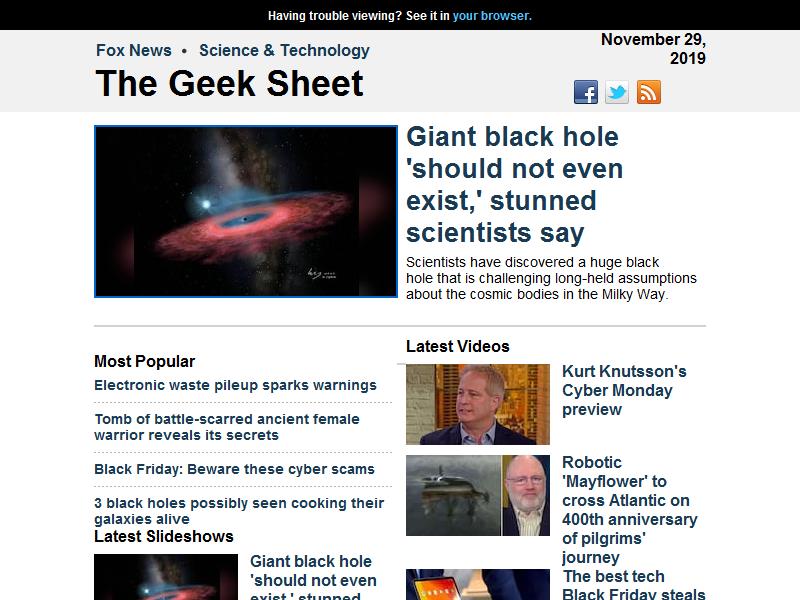 Having trouble viewing? See it in your browser.
Fox News • Science & Technology
The Geek Sheet
November 29,
2019
Giant black hole
'should not even
exist,' stunned
scientists say
Scientists have discovered a huge black
hole that is challenging long-held assumptions
about the cosmic bodies in the Milky Way.
Most Popular
Electronic waste pileup sparks warnings
Tomb of battle-scarred ancient female
warrior reveals its secrets
Black Friday: Beware these cyber scams
3 black holes possibly seen cooking their
galaxies alive
Latest Slideshows
Giant black hole
'should not even
exist,' stunned
Latest Videos
Kurt Knutsson's
Cyber Monday
preview
Robotic
'Mayflower' to
cross Atlantic on
400th anniversary
of pilgrims'
journey
The best tech
Black Friday steals